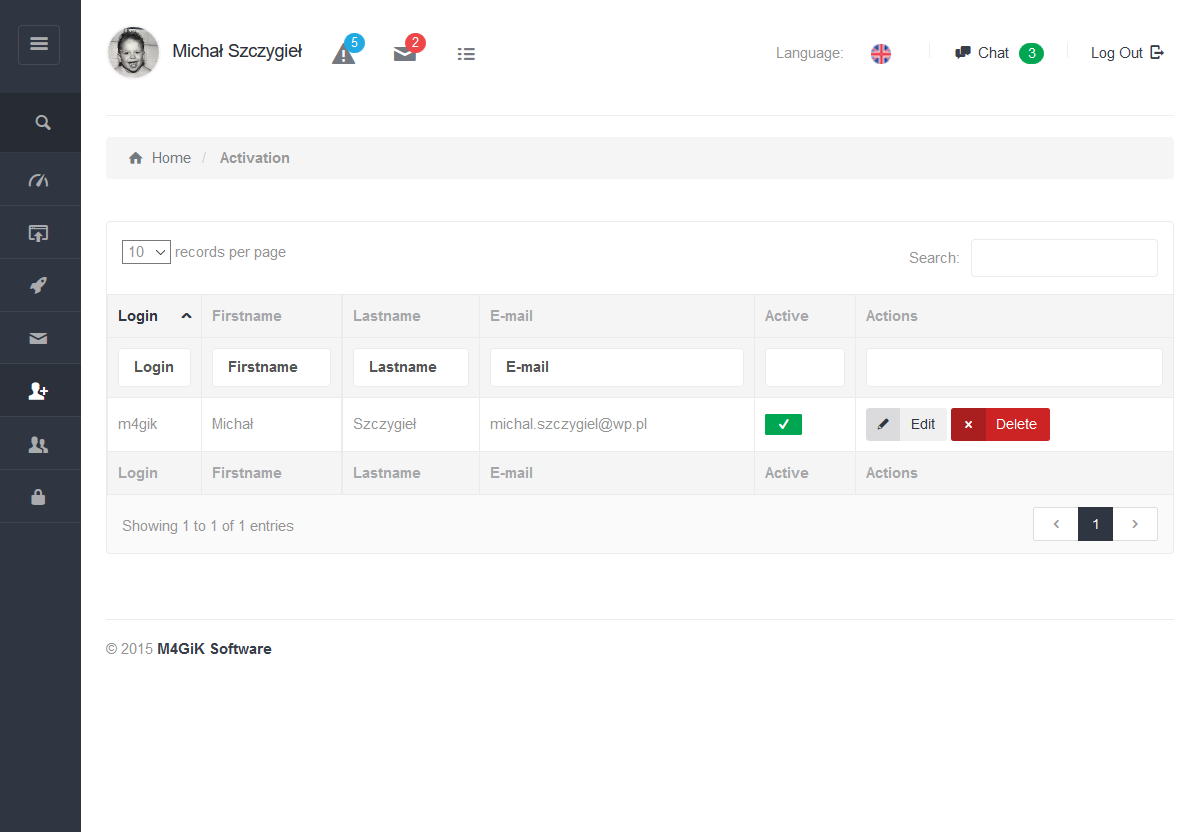 Michał Szczygieł 5 2 Language: Chat 3 Log Out
Home / Activation
10 records per page Search:
Login Firstname Lastname E-mail Active Actions
Login Firstname Lastname E-mail
m4gik Michał Szczygieł michal.szczygiel@wp.pl Edit Delete
Login Firstname Lastname E-mail Active Actions
Showing 1 to 1 of 1 entries 1
© 2015 M4GiK Software